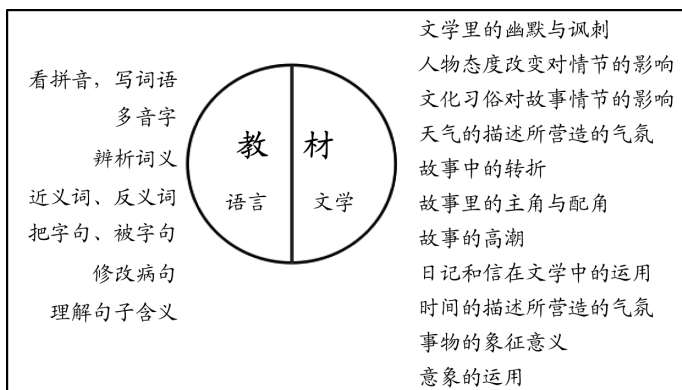 看拼音，写词语
多音字
辨析词义
近义词、反义词
把字句、被字句
修改病句
理解句子含义
教 材
语言 文学
文学里的幽默与讽刺
人物态度改变对情节的影响
文化习俗对故事情节的影响
天气的描述所营造的气氛
故事中的转折
故事里的主角与配角
故事的高潮
日记和信在文学中的运用
时间的描述所营造的气氛
事物的象征意义
意象的运用